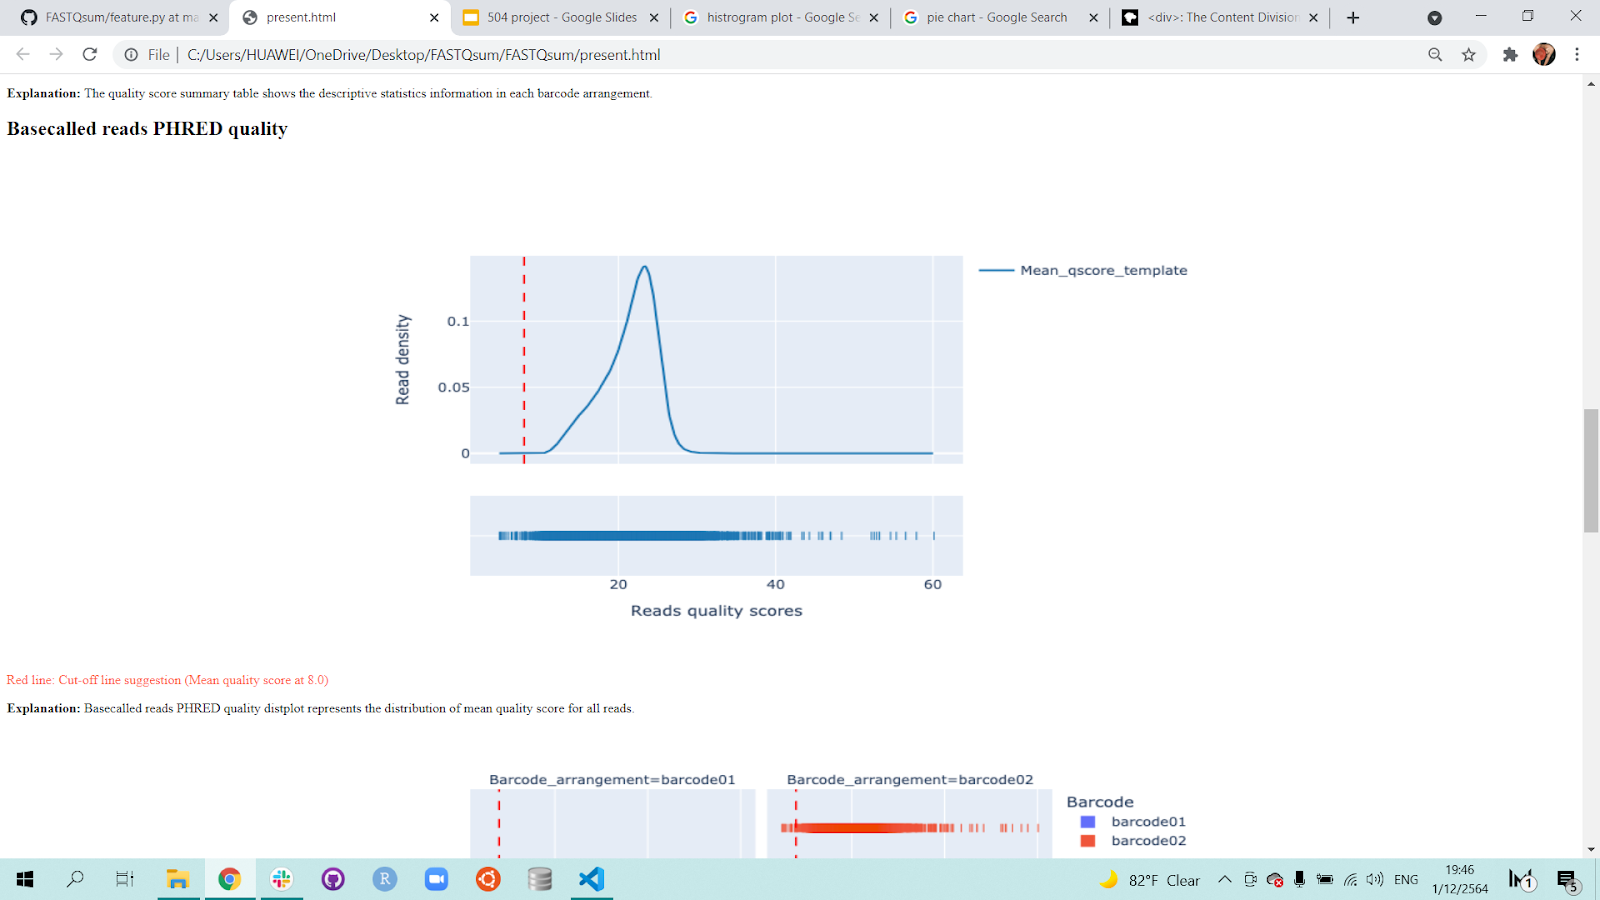 FASTQsum/feature.py at ma
present.html
504 project - Google Slides
histrogram plot - Google Se
pie chart - Google Search
<div>: The Content Division
File
C:/Users/HUAWEI/OneDrive/Desktop/FASTQsum/FASTQsum/present.html
Explanation: The quality score summary table shows the descriptive statistics information in each barcode arrangement.
Basecalled reads PHRED quality
Mean_qscore_template
Read density
0.1
0.05
0
20 40 60
Reads quality scores
Red line: Cut-off line suggestion (Mean quality score at 8.0)
Explanation: Basecalled reads PHRED quality distplot represents the distribution of mean quality score for all reads.
Barcode_arrangement=barcode01
Barcode_arrangement=barcode02
Barcode
barcode01
barcode02
R
82°F Clear
ENG
19:46
1/12/2564
1
5